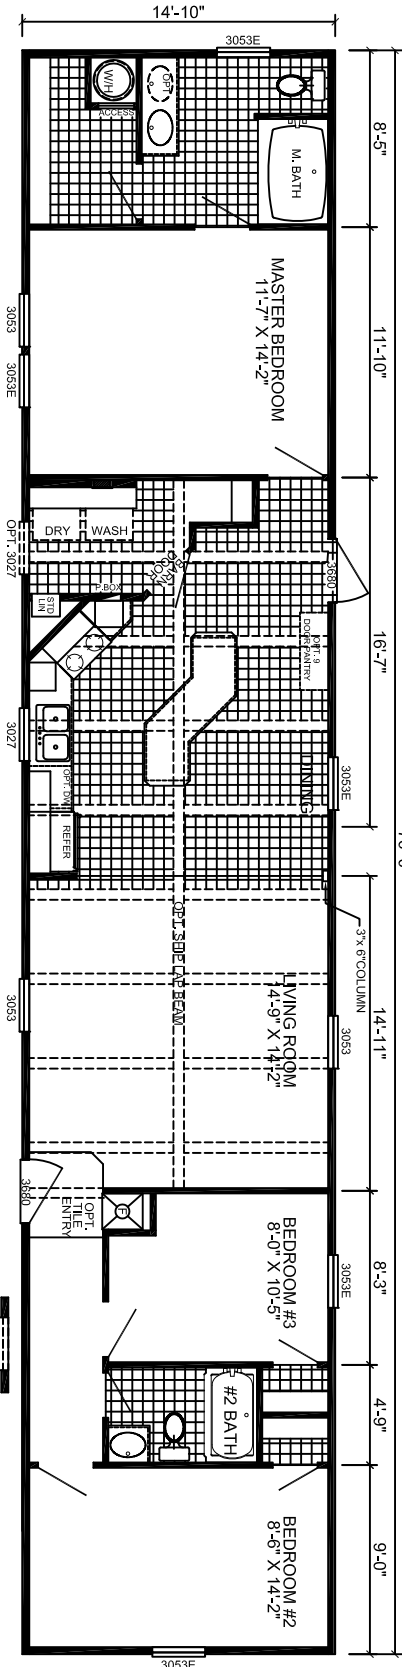 14'-10"
3053E
W/H
OPT.
ACCESS
M. BATH
8'-5"
MASTER BEDROOM
11'-7" X 14'-2"
11'-10"
3053
3053E
DRY
WASH
OPT. 3027
3680
P.BOX
STD
LIN
OPT. 9
DOOR PANTRY
16'-7"
3027
DINING
3053E
OPT. DW
REFER
3"x 6"COLUMN
OPT. SHIP LAP BEAM
LIVING ROOM
14'-9" X 14'-2"
14'-11"
3053
3053
3680
OPT.
TILE
ENTRY
F
BEDROOM #3
8'-0" X 10'-5"
3053E
8'-3"
#2 BATH
4'-9"
BEDROOM #2
8'-6" X 14'-2"
9'-0"
3053E